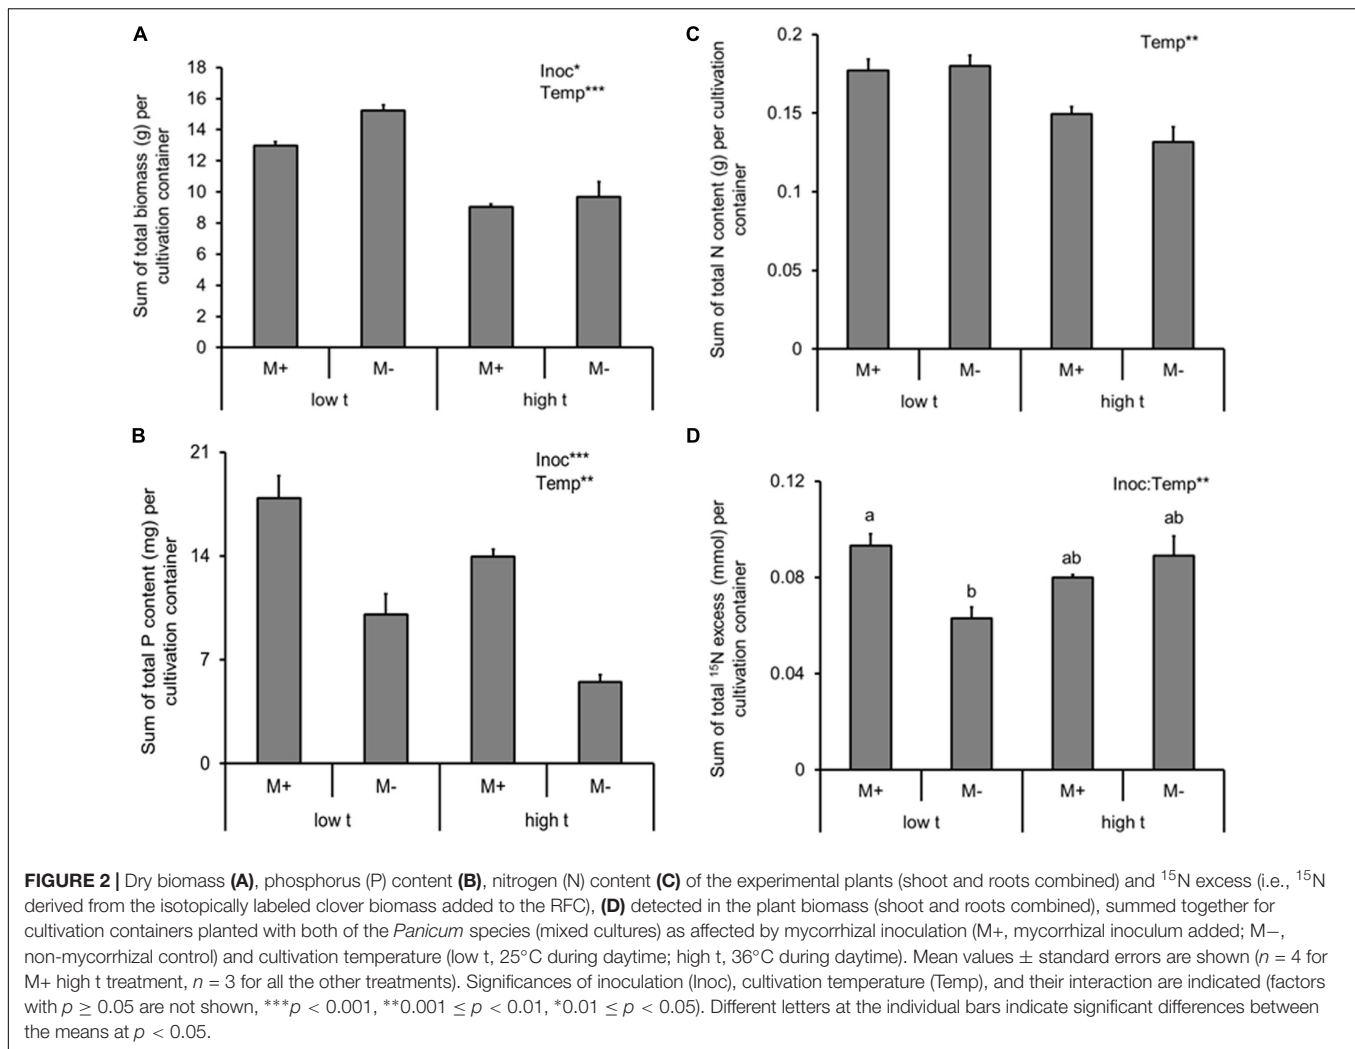 A
Sum of total biomass (g) per
cultivation container
18
16
14
12
10
8
6
4
2
0
Inoc*
Temp***
M+ M- M+ M-
low t high t
B
Sum of total P content (mg) per
cultivation container
21
14
7
0
Inoc***
Temp**
M+ M- M+ M-
low t high t
C
Sum of total N content (g) per cultivation
container
0.2
0.15
0.1
0.05
0
Temp**
M+ M- M+ M-
low t high t
D
Sum of total ¹⁵N excess (mmol) per
cultivation container
0.12
0.08
0.04
0
Inoc:Temp**
a b ab ab
M+ M- M+ M-
low t high t
FIGURE 2 | Dry biomass (A), phosphorus (P) content (B), nitrogen (N) content (C) of the experimental plants (shoot and roots combined) and ¹⁵N excess (i.e., ¹⁵N
derived from the isotopically labeled clover biomass added to the RFC), (D) detected in the plant biomass (shoot and roots combined), summed together for
cultivation containers planted with both of the Panicum species (mixed cultures) as affected by mycorrhizal inoculation (M+, mycorrhizal inoculum added; M−,
non-mycorrhizal control) and cultivation temperature (low t, 25°C during daytime; high t, 36°C during daytime). Mean values ± standard errors are shown (n = 4 for
M+ high t treatment, n = 3 for all the other treatments). Significances of inoculation (Inoc), cultivation temperature (Temp), and their interaction are indicated (factors
with p ≥ 0.05 are not shown, ***p < 0.001, **0.001 ≤ p < 0.01, *0.01 ≤ p < 0.05). Different letters at the individual bars indicate significant differences between
the means at p < 0.05.